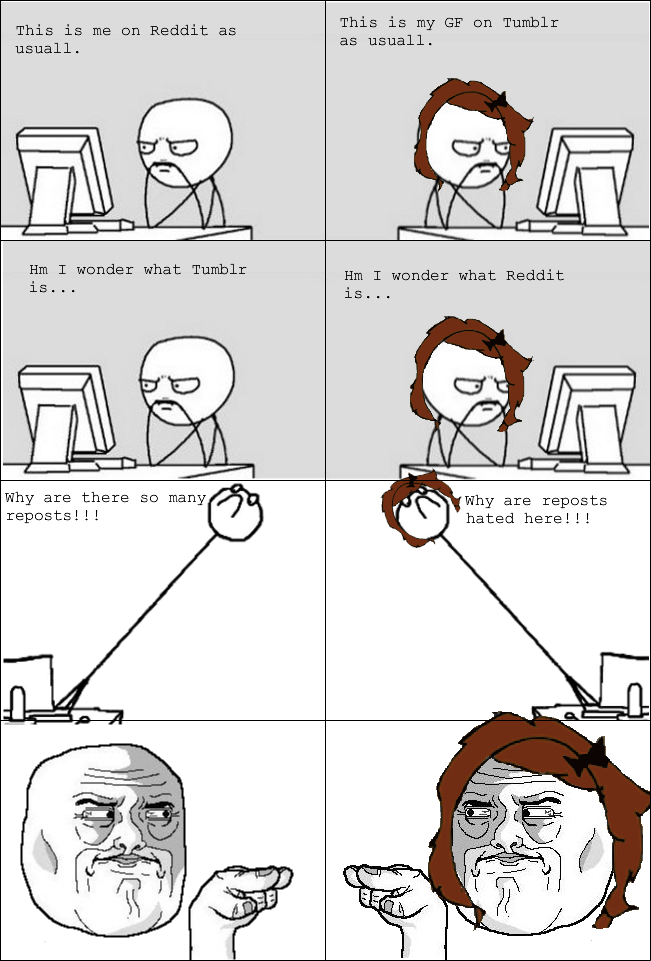 This is me on Reddit as
usuall.
This is my GF on Tumblr
as usuall.
Hm I wonder what Tumblr
is...
Hm I wonder what Reddit
is...
Why are there so many
reposts!!!
Why are reposts
hated here!!!